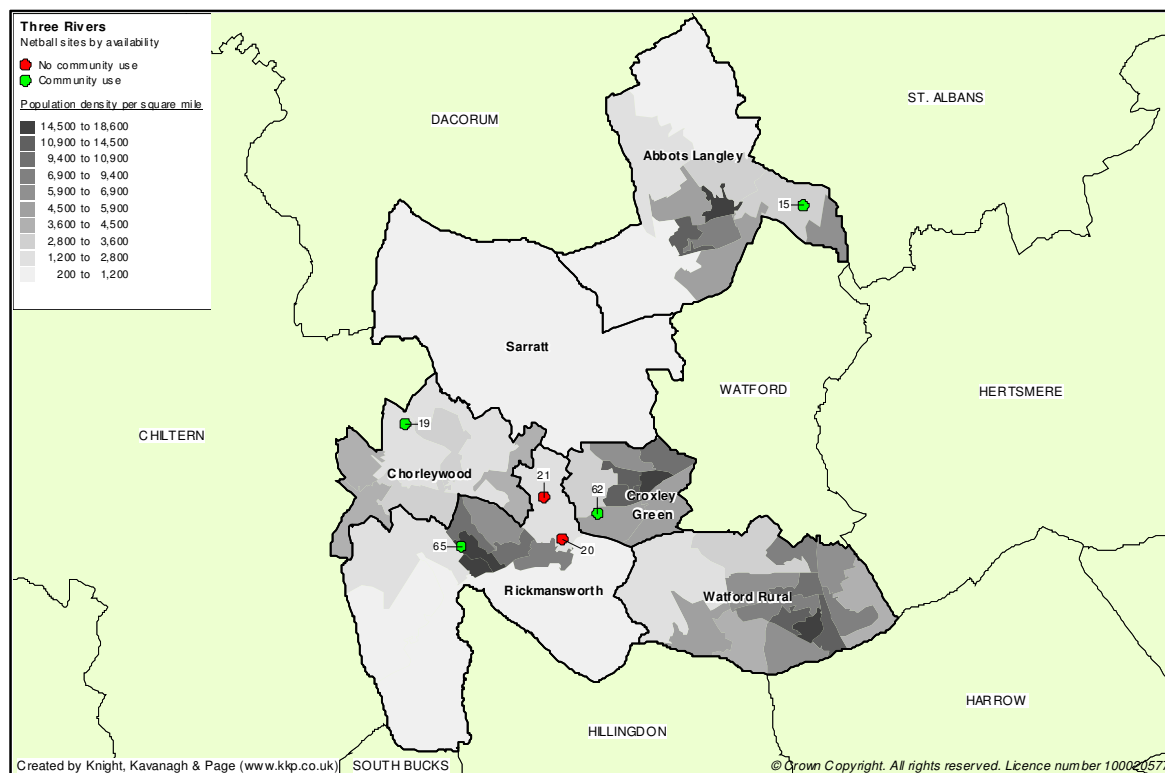 Three Rivers
Netball sites by availability
No community use
Community use
Population density per square mile
14,500 to 18,600
10,900 to 14,500
9,400 to 10,900
6,900 to 9,400
5,900 to 6,900
4,500 to 5,900
3,600 to 4,500
2,800 to 3,600
1,200 to 2,800
200 to 1,200
ST. ALBANS
DACORUM
Abbots Langley
15
Sarratt
WATFORD
HERTSMERE
19
CHILTERN
Chorleywood
21
62
Croxley
Green
65
20
Rickmansworth
Watford Rural
HARROW
HILLINGDON
Created by Knight, Kavanagh & Page (www.kkp.co.uk)
SOUTH BUCKS
© Crown Copyright. All rights reserved. Licence number 100020577